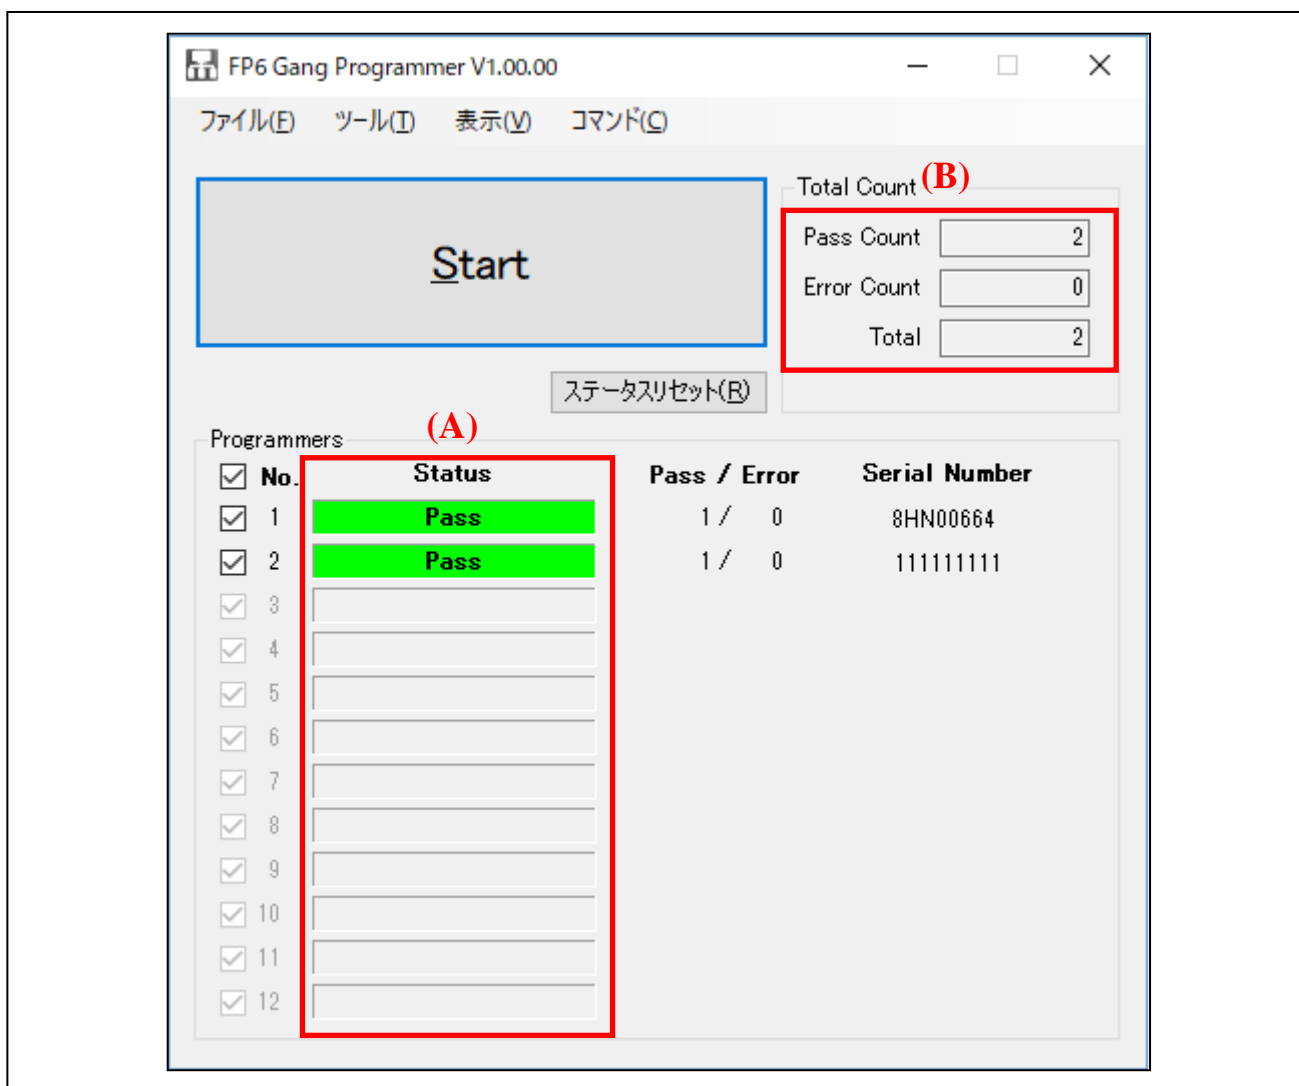 FP6 Gang Programmer V1.00.00
ファイル(F) ツール(T) 表示(V) コマンド(C)
Start
Total Count (B)
Pass Count 2
Error Count 0
Total 2
ステータスリセット(R)
Programmers (A)
No. Status Pass / Error Serial Number
1 Pass 1 / 0 8HN00664
2 Pass 1 / 0 111111111
3
4
5
6
7
8
9
10
11
12